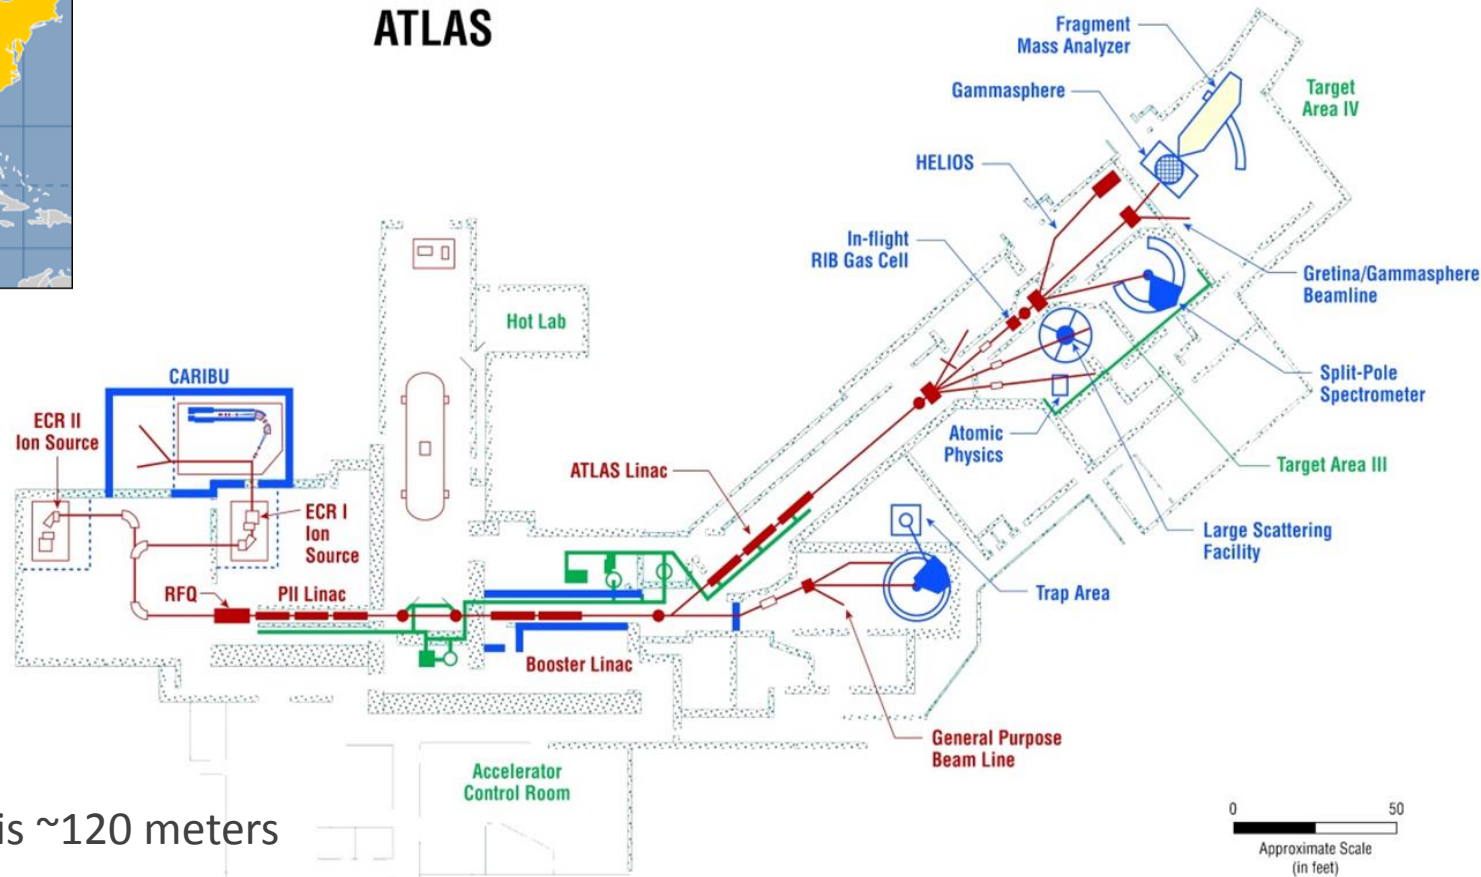 ATLAS
Fragment
Mass Analyzer
Gammasphere
Target
Area IV
HELIOS
In-flight
RIB Gas Cell
Gretina/Gammasphere
Beamline
Hot Lab
CARIBU
Split-Pole
Spectrometer
ECR II
Ion Source
Atomic
Physics
Target Area III
ATLAS Linac
ECR I
Ion
Source
Large Scattering
Facility
RFQ
PII Linac
Trap Area
Booster Linac
General Purpose
Beam Line
Accelerator
Control Room
is ~120 meters
0 50
Approximate Scale
(in feet)